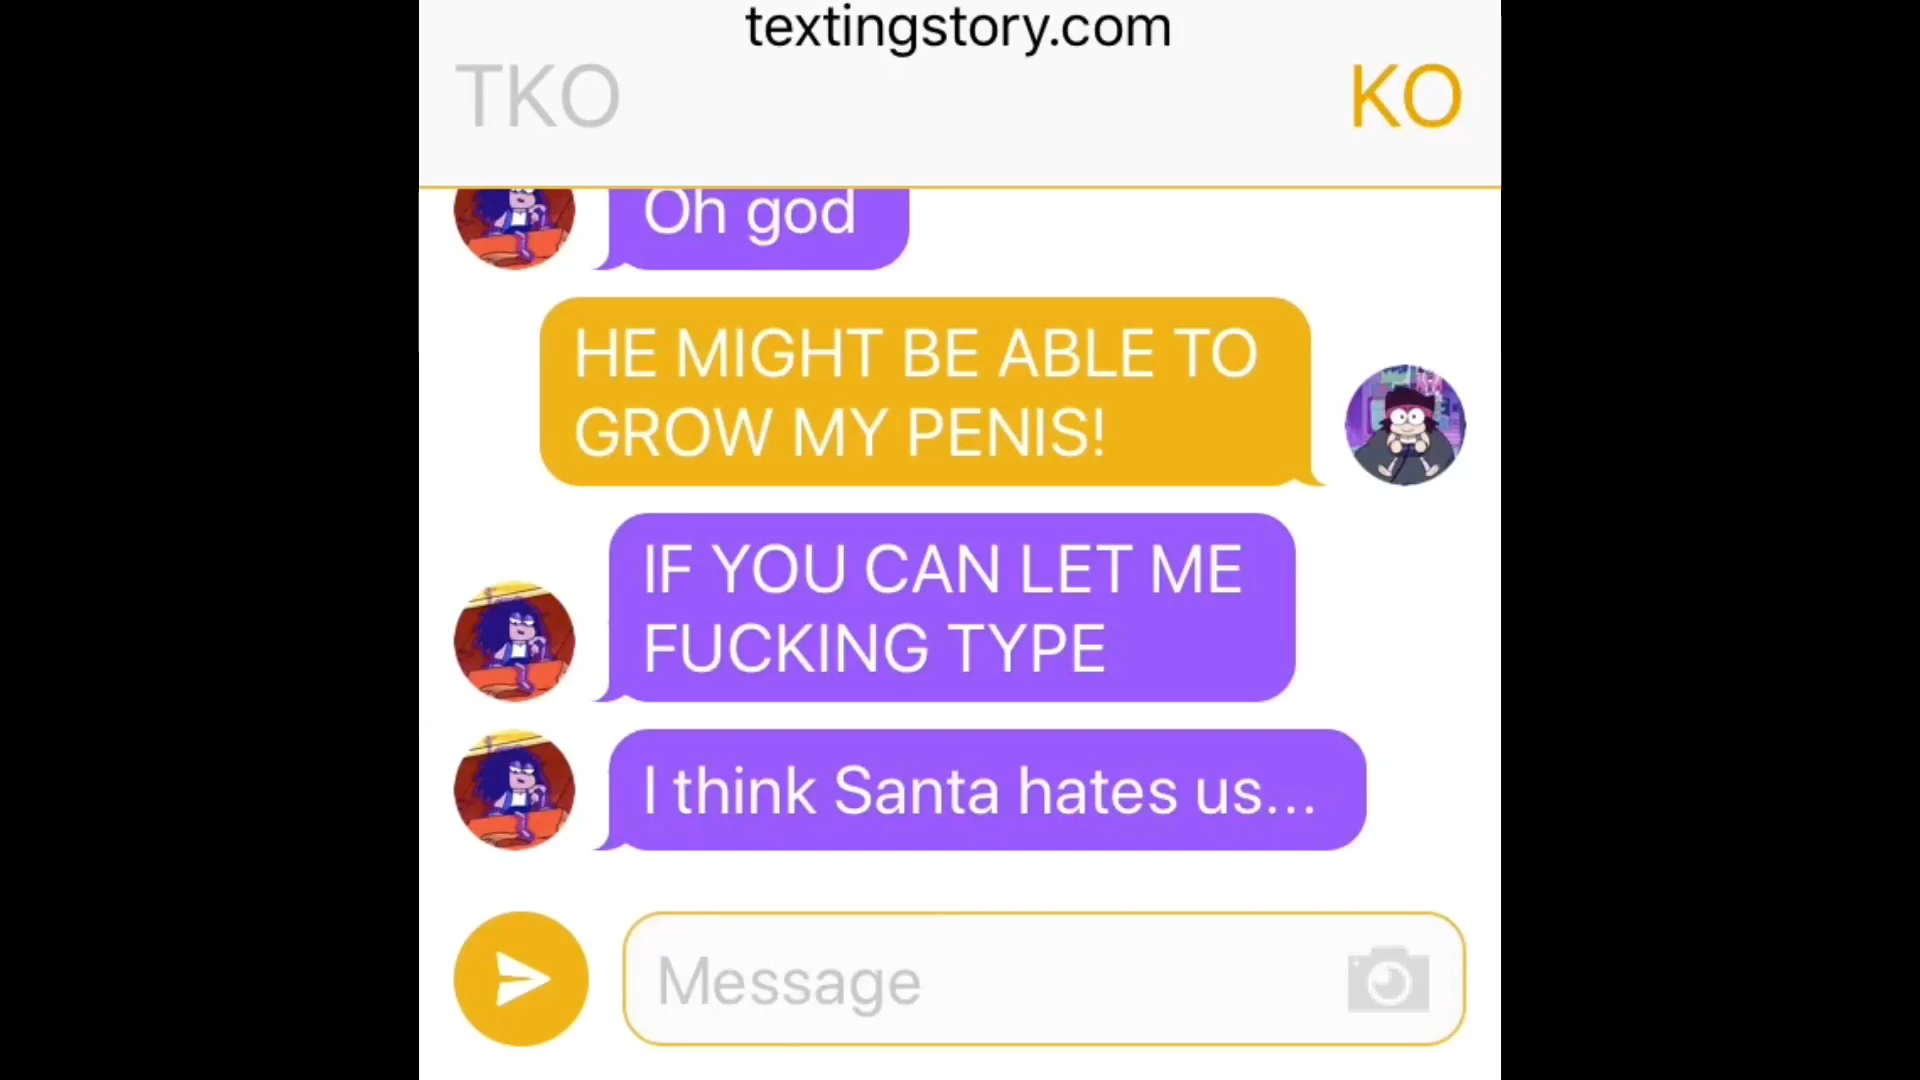 textingstory.com
TKO
KO
Oh god
HE MIGHT BE ABLE TO
GROW MY PENIS!
IF YOU CAN LET ME
FUCKING TYPE
I think Santa hates us...
Message